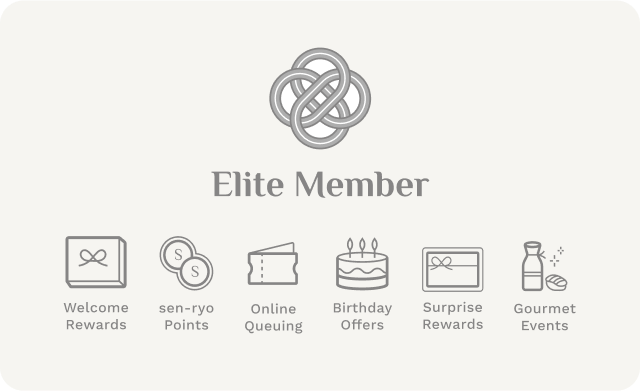 Elite Member
S
S
Welcome
Rewards
sen-ryo
Points
Online
Queuing
Birthday
Offers
Surprise
Rewards
Gourmet
Events